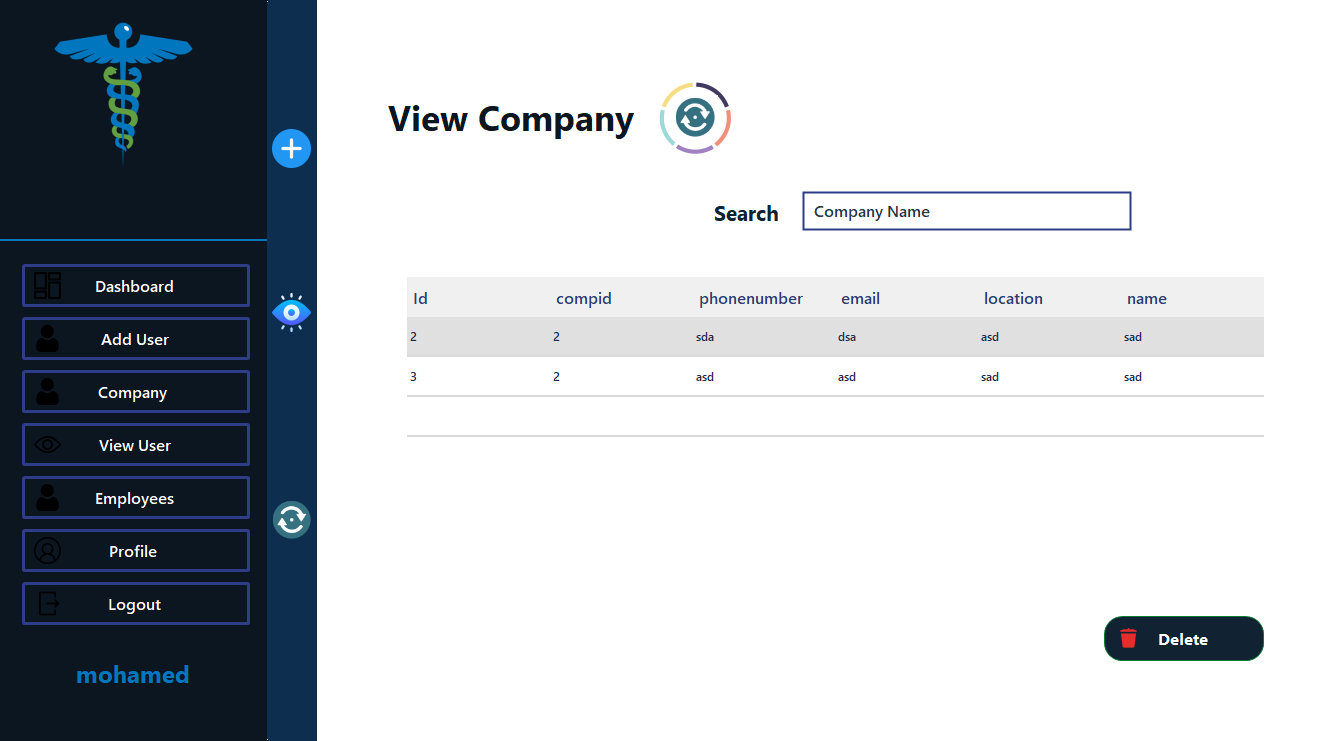 View Company
Search Company Name
Id compid phonenumber email location name
2 2 sda dsa asd sad
3 2 asd asd sad sad
Dashboard
Add User
Company
View User
Employees
Profile
Logout
mohamed
Delete